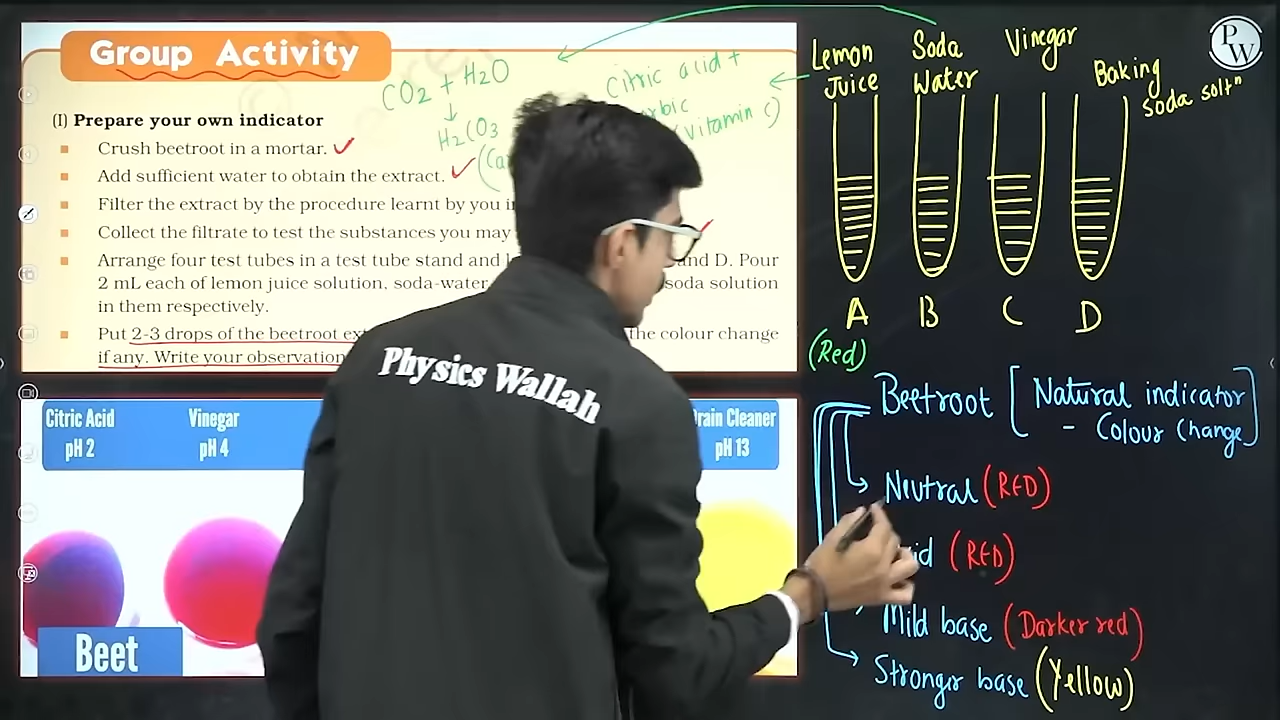 Group Activity
(I) Prepare your own indicator
Crush beetroot in a mortar.
Add sufficient water to obtain the extract.
Filter the extract by the procedure learnt by you
Collect the filtrate to test the substances you may
Arrange four test tubes in a test tube stand and and D. Pour
2 mL each of lemon juice solution, soda-water, soda solution
in them respectively.
Put 2-3 drops of the beetroot the colour change
if any. Write your observation
CO2 + H2O
↓
H2CO3
Citric acid +
Vitamin C)
Lemon
Juice
Soda
Water
Vinegar
Baking
Soda soltn
PW
A B C D
(Red)
Beetroot [Natural indicator
- Colour Change]
Neutral (RED)
(RED)
Mild base (Darker red)
Stronger base (Yellow)
Physics Wallah
Citric Acid
pH 2
Vinegar
pH 4
Drain Cleaner
pH 13
Beet